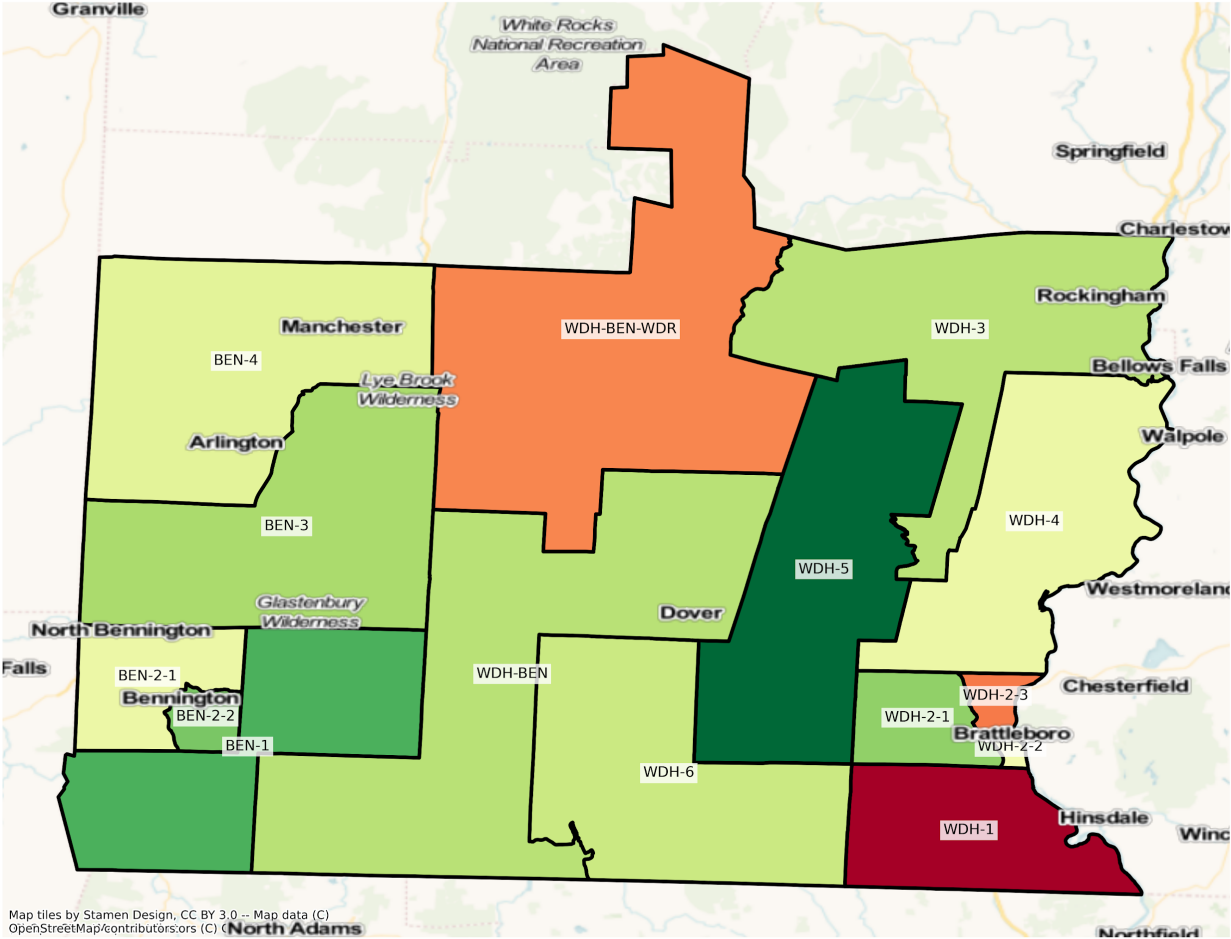 Granville
White Rocks
National Recreation
Area
Springfield
Charlestow
Rockingham
Manchester
WDH-BEN-WDR
WDH-3
BEN-4
Bellows Falls
Lye Brook
Wilderness
Walpole
Arlington
WDH-4
BEN-3
WDH-5
Westmoreland
Glastenbury
Wilderness
Dover
North Bennington
Falls
WDH-BEN
BEN-2-1
Chesterfield
WDH-2-3
Bennington
BEN-2-2
WDH-2-1
Brattleboro
WDH-2-2
BEN-1
WDH-6
Hinsdale
WDH-1
Winc
Map tiles by Stamen Design, CC BY 3.0 -- Map data (C)
OpenStreetMap contributors
North Adams
Northfield